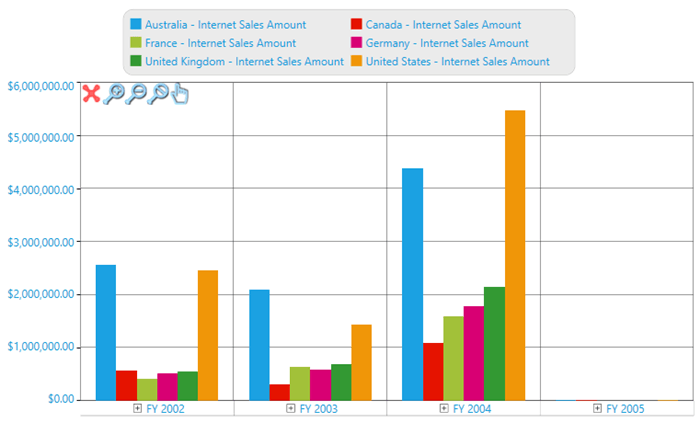 Australia - Internet Sales Amount Canada - Internet Sales Amount
France - Internet Sales Amount Germany - Internet Sales Amount
United Kingdom - Internet Sales Amount United States - Internet Sales Amount
$6,000,000.00
$5,000,000.00
$4,000,000.00
$3,000,000.00
$2,000,000.00
$1,000,000.00
$0.00
FY 2002 FY 2003 FY 2004 FY 2005